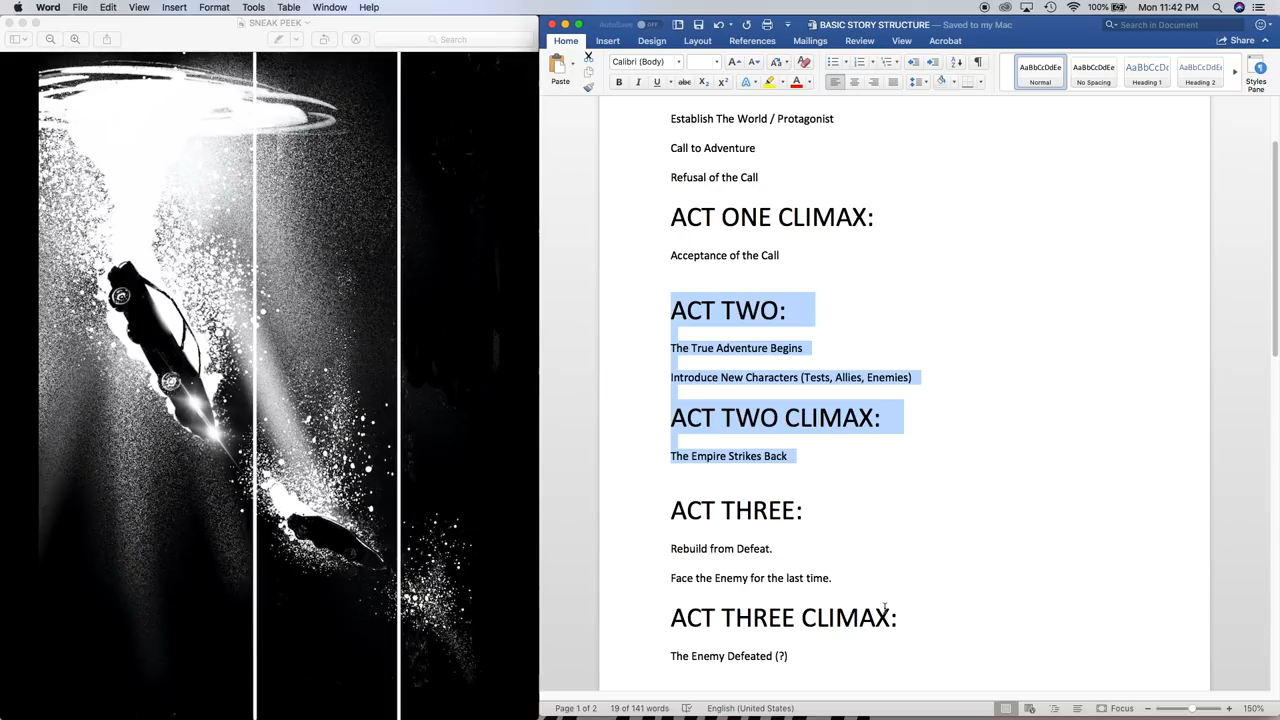 Word File Edit View Insert Format Tools Table Window Help
100% Mon 11:42 PM
SNEAK PEEK
Search
AutoSave OFF
BASIC STORY STRUCTURE — Saved to my Mac
Search in Document
Home Insert Design Layout References Mailings Review View Acrobat
Share
Paste
Calibri (Body)
B I U abc X₂ X²
AaBbCcDdEe AaBbCcDdEe AaBbCcDc AaBbCcDdEe
Normal No Spacing Heading 1 Heading 2
Styles
Pane
Establish The World / Protagonist
Call to Adventure
Refusal of the Call
ACT ONE CLIMAX:
Acceptance of the Call
ACT TWO:
The True Adventure Begins
Introduce New Characters (Tests, Allies, Enemies)
ACT TWO CLIMAX:
The Empire Strikes Back
ACT THREE:
Rebuild from Defeat.
Face the Enemy for the last time.
ACT THREE CLIMAX:
The Enemy Defeated (?)
Page 1 of 2 19 of 141 words English (United States) Focus 150%